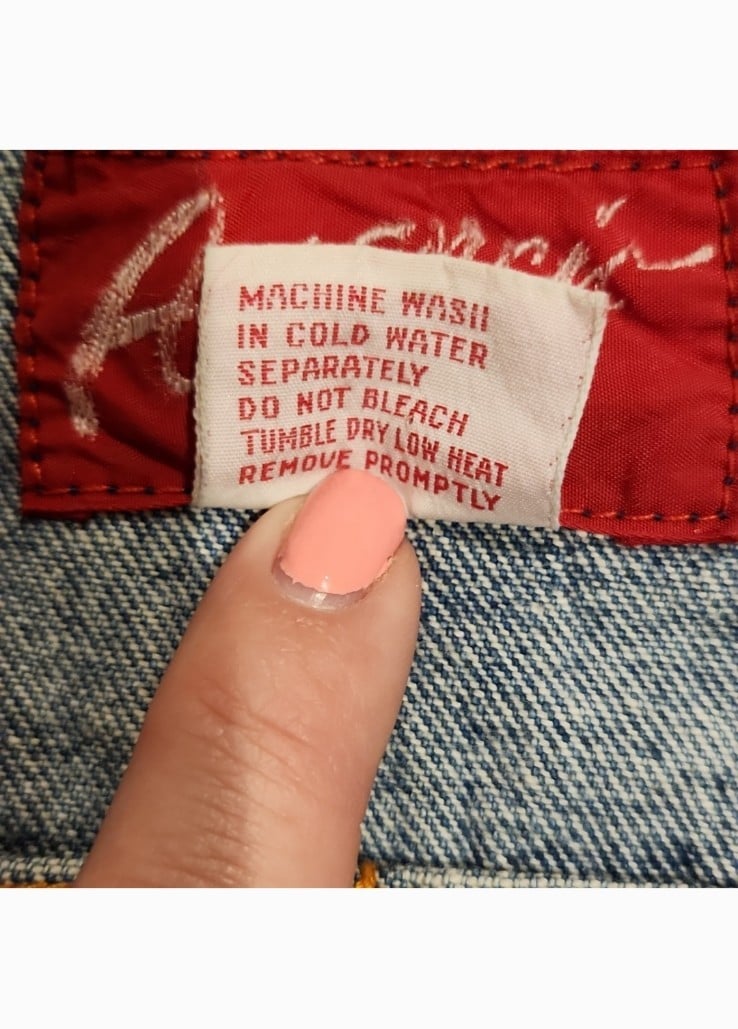 MACHINE WASH
IN COLD WATER
SEPARATELY
DO NOT BLEACH
TUMBLE DRY LOW HEAT
REMOVE PROMPTLY